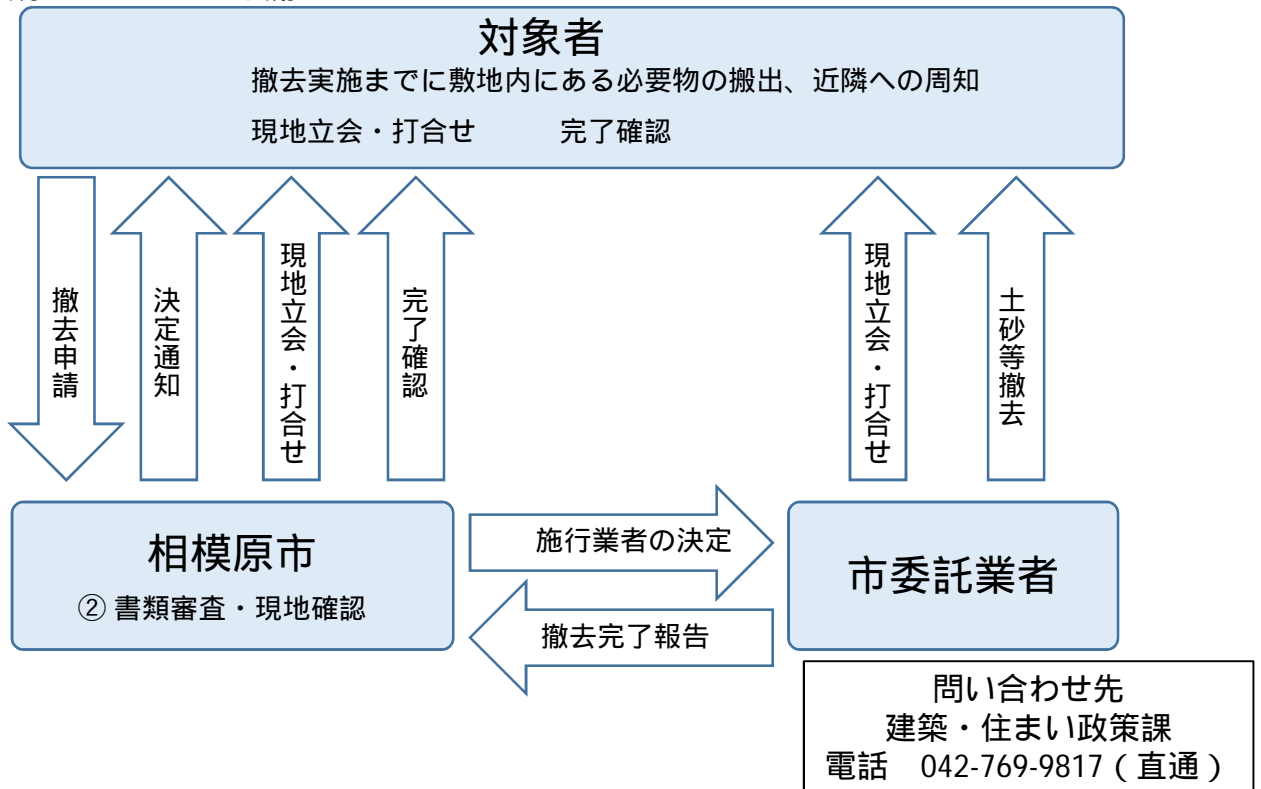 対象者
撤去実施までに敷地内にある必要物の搬出、近隣への周知
現地立会・打合せ　　完了確認
撤去申請
決定通知
現地立会・打合せ
完了確認
現地立会・打合せ
土砂等撤去
相模原市
② 書類審査・現地確認
施行業者の決定
撤去完了報告
市委託業者
問い合わせ先
建築・住まい政策課
電話　042-769-9817（直通）